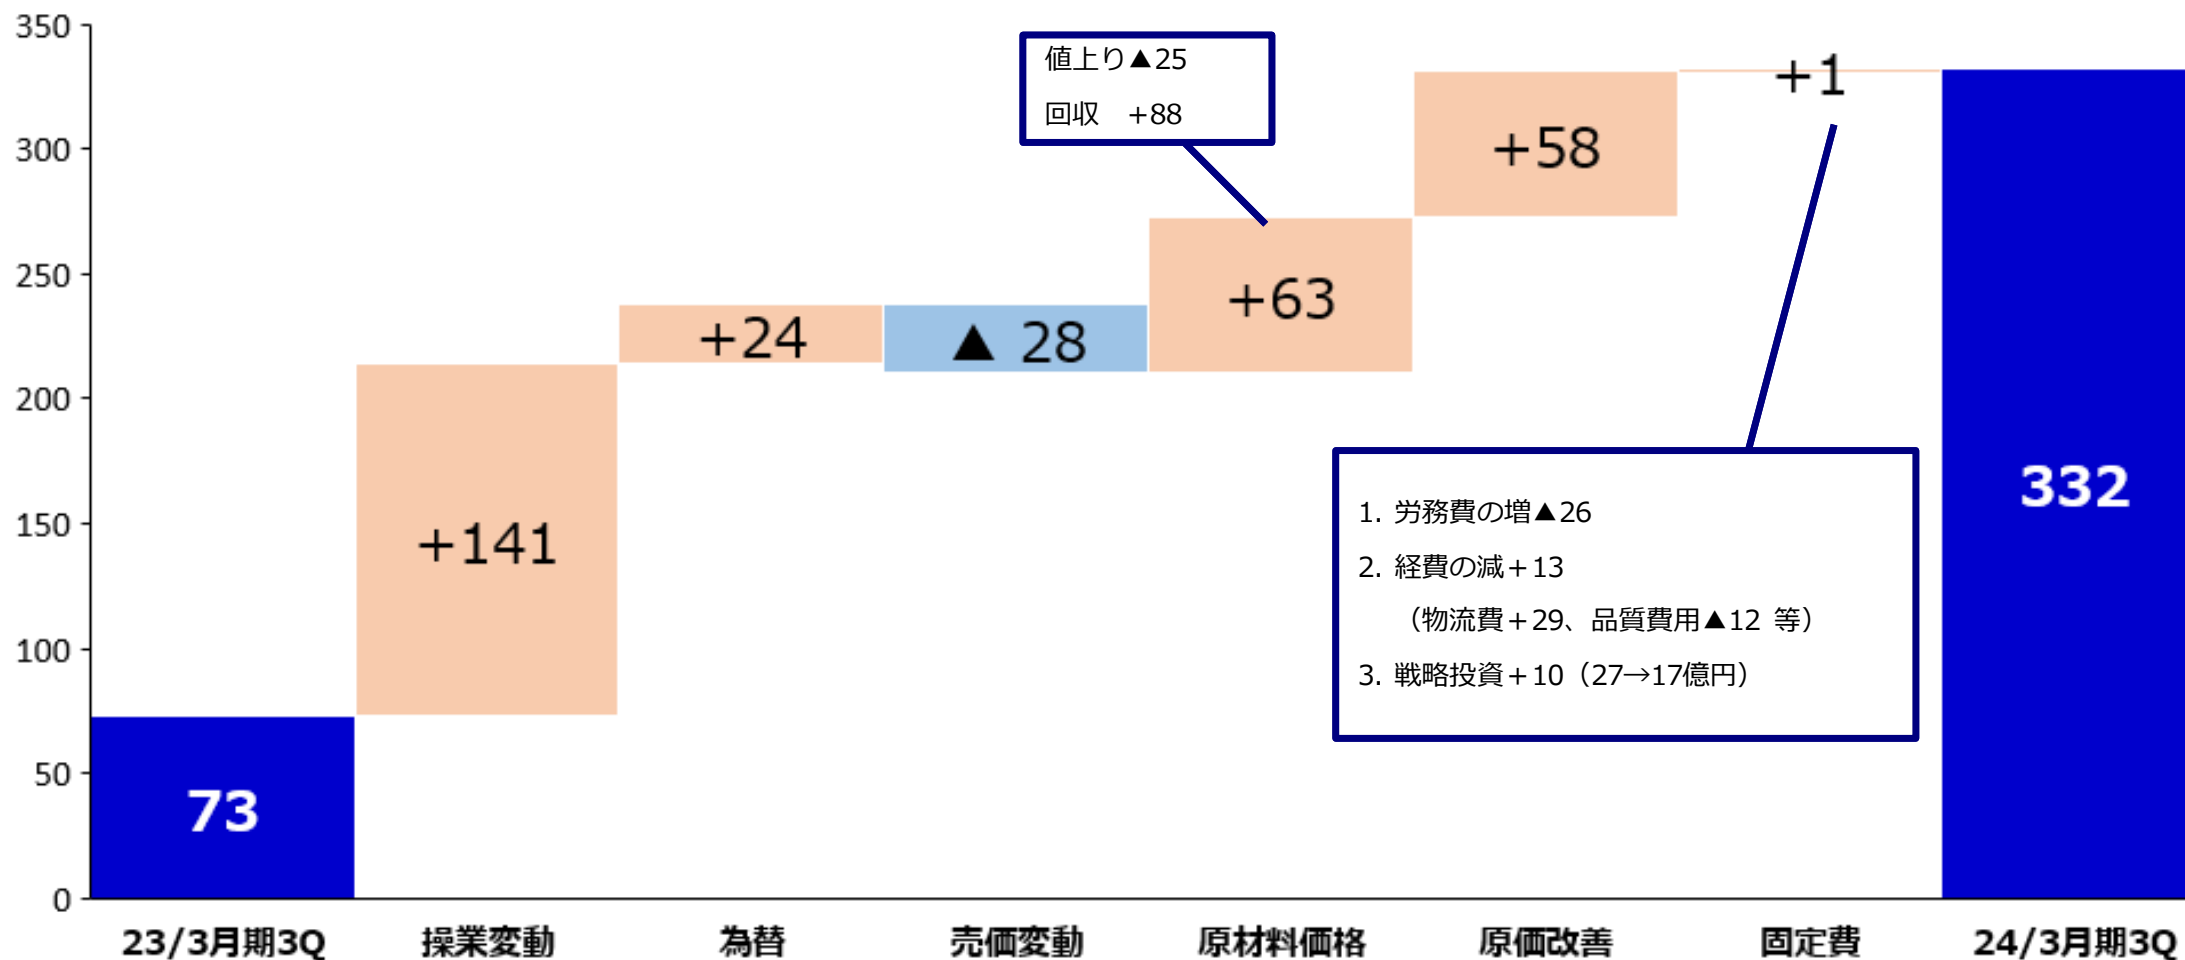 350
300
250
200
150
100
50
0
値上り▲25
回収　+88
73
+141
+24
▲ 28
+63
+58
+1
332
1. 労務費の増▲26
2. 経費の減＋13
（物流費＋29、品質費用▲12 等）
3. 戦略投資＋10（27→17億円）
23/3月期3Q
操業変動
為替
売価変動
原材料価格
原価改善
固定費
24/3月期3Q